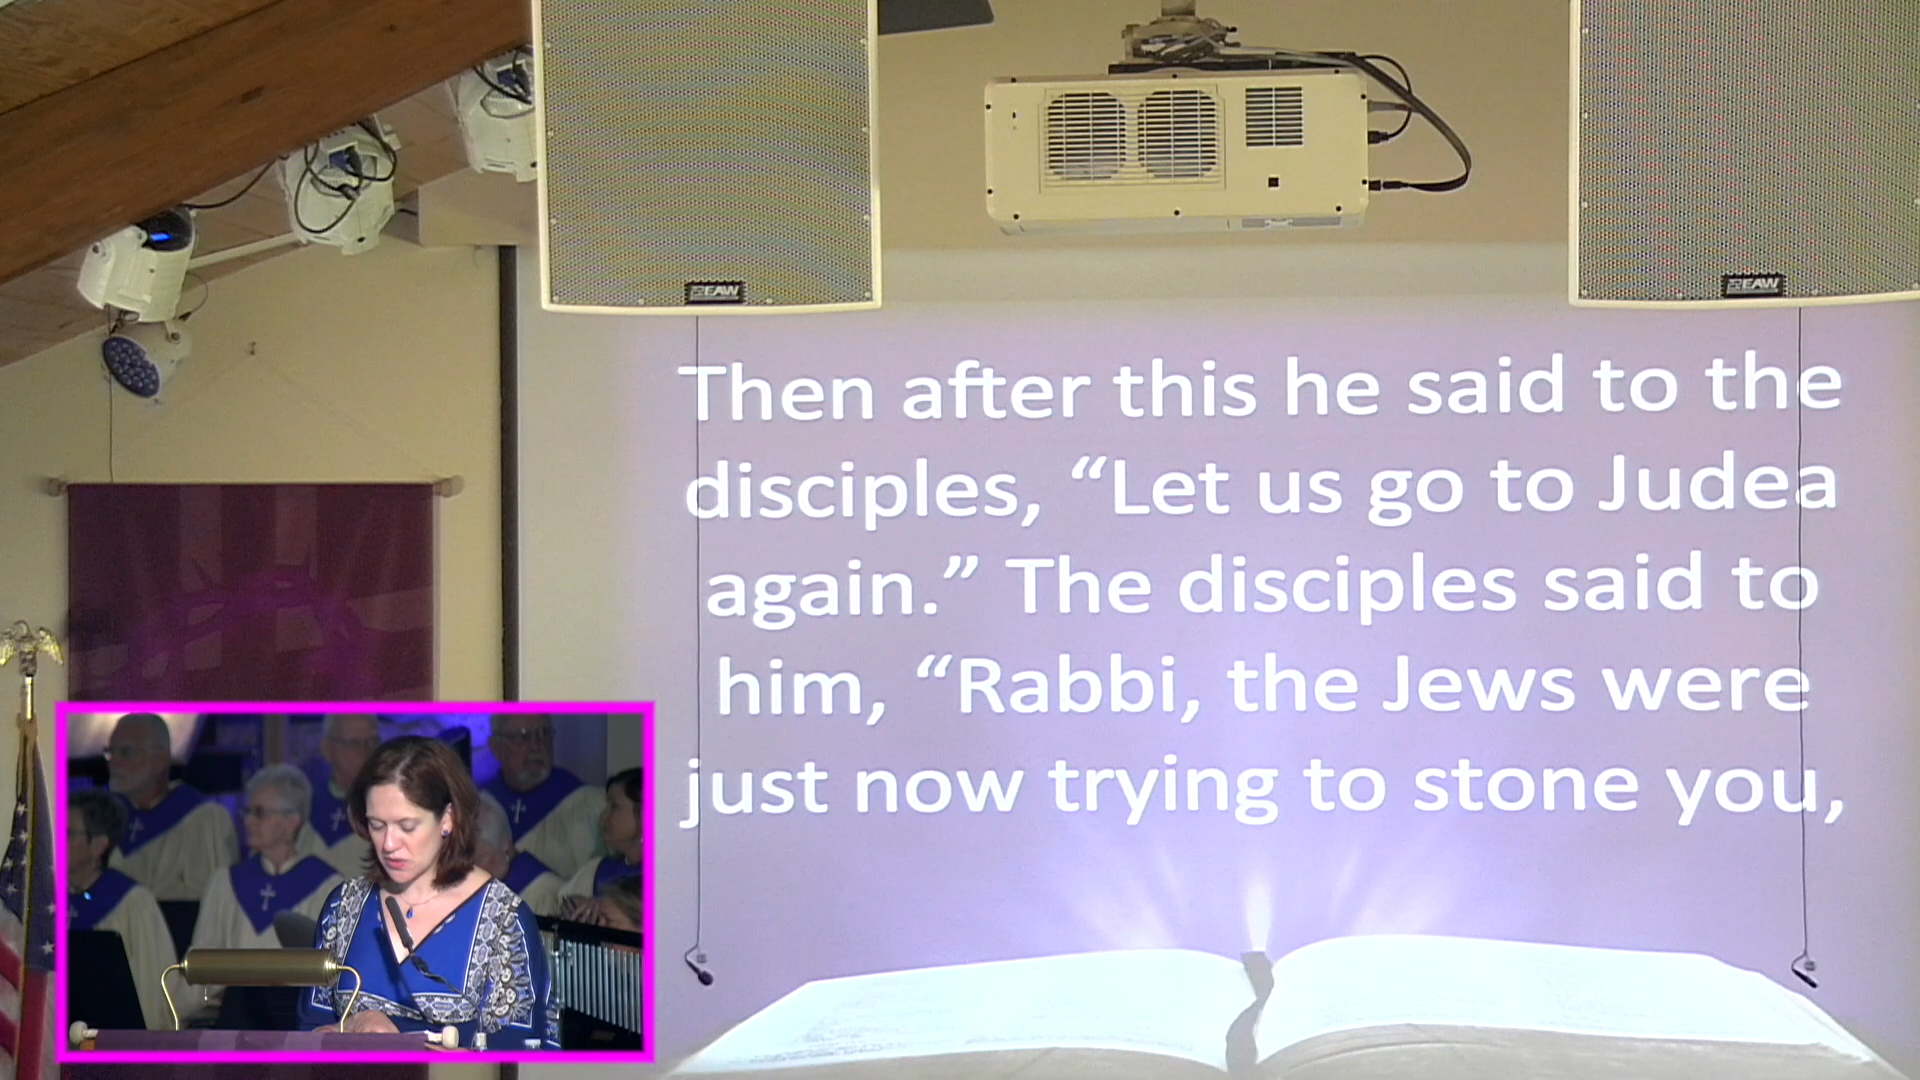 EAW
EAW
Then after this he said to the
disciples, “Let us go to Judea
again.” The disciples said to
him, “Rabbi, the Jews were
just now trying to stone you,